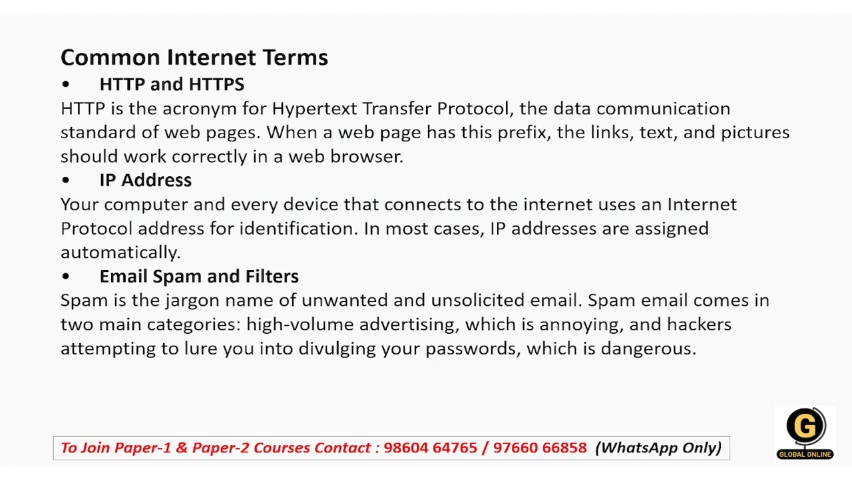 Common Internet Terms
• HTTP and HTTPS
HTTP is the acronym for Hypertext Transfer Protocol, the data communication
standard of web pages. When a web page has this prefix, the links, text, and pictures
should work correctly in a web browser.
• IP Address
Your computer and every device that connects to the internet uses an Internet
Protocol address for identification. In most cases, IP addresses are assigned
automatically.
• Email Spam and Filters
Spam is the jargon name of unwanted and unsolicited email. Spam email comes in
two main categories: high-volume advertising, which is annoying, and hackers
attempting to lure you into divulging your passwords, which is dangerous.
To Join Paper-1 & Paper-2 Courses Contact : 98604 64765 / 97660 66858 (WhatsApp Only)
G
GLOBAL ONLINE